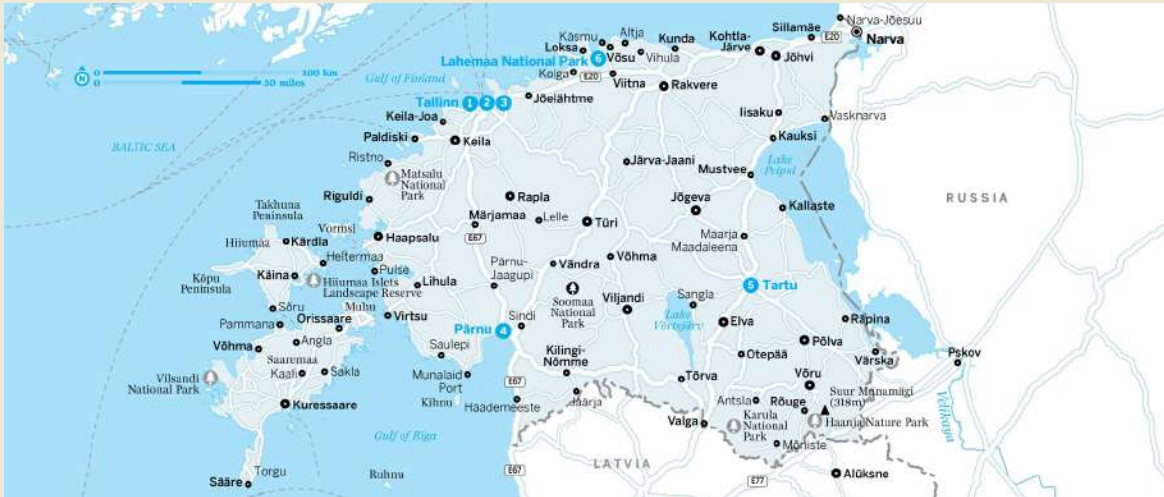 Narva-Jõesuu
Narva
Sillamäe
E20
Kohtla-
Järve
Jõhvi
Kunda
Altja
Käsmu
Loksa
Võsu
Vihula
Lahemaa National Park 6
Kolga
E20
Viitna
Rakvere
N
0 100 km
0 50 miles
Gulf of Finland
Tallinn 1 2 3
Jõelähtme
Keila-Joa
Paldiski
Keila
Iisaku
Vasknarva
Kauksi
BALTIC SEA
Ristno
Matsalu
National
Park
Järva-Jaani
Mustvee
Lake
Peipsi
RUSSIA
Riguldi
Rapla
Jõgeva
Kallaste
Takhuna
Peninsula
Märjamaa
Lelle
Türi
Vormsi
Haapsalu
E67
Maarja
Maadaleena
Hiiumaa
Kärdla
Heltermaa
Võhma
Vändra
Pärnu-
Jaagupi
Käina
Puise
Lihula
Kõpu
Peninsula
Hiiumaa Islets
Landscape Reserve
Soomaa
National
Park
5 Tartu
Sõru
Muhu
Virtsu
Sindi
Viljandi
Sangla
Lake
Võrtsjärv
Elva
Räpina
Pammana
Orissaare
Pärnu 4
Põlva
Võhma
Angla
Saaremaa
Saulepi
Kilingi-
Nõmme
Otepää
Värska
Pskov
Kaali
Sakla
Vilsandi
National Park
Munalaid
Port
Kihnu
E67
Häädemeeste
Jäärja
Tõrva
Võru
Suur Munamägi
(318m)
Antsla
Rõuge
Velikaya
Kuressaare
Valga
Karula
National
Park
Haanja Nature Park
Gulf of Riga
Mõniste
Torgu
Sääre
Ruhnu
E67
LATVIA
E77
Alūksne